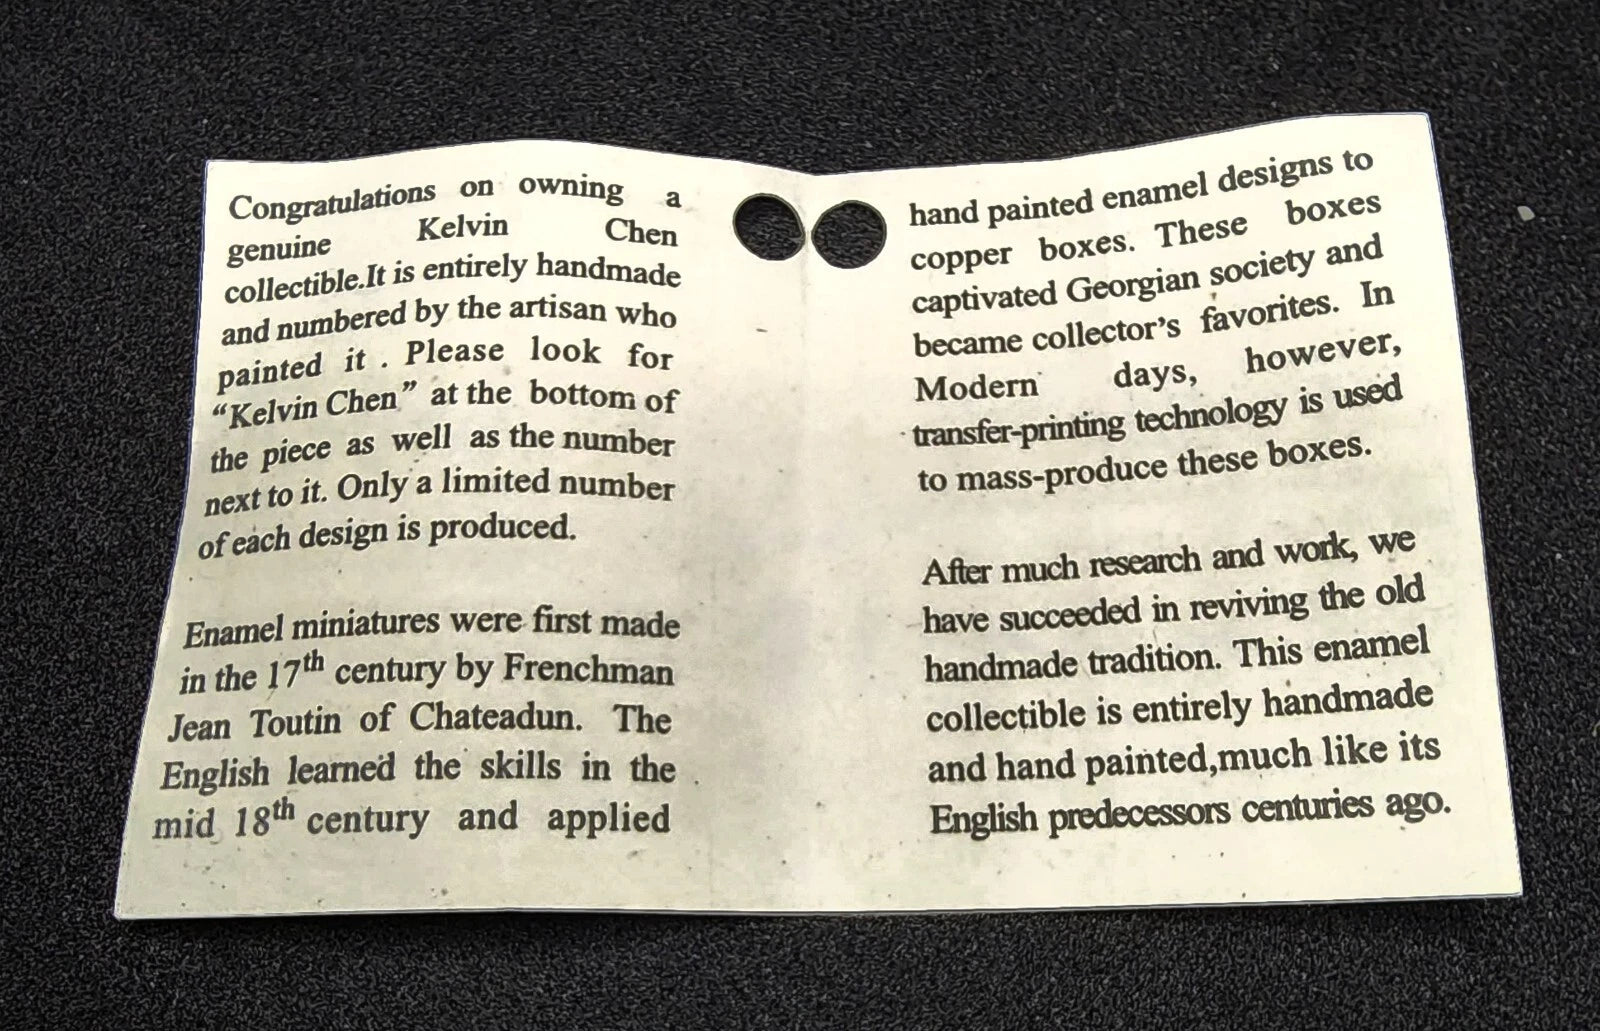 Congratulations on owning a
genuine Kelvin Chen
collectible.It is entirely handmade
and numbered by the artisan who
painted it . Please look for
“Kelvin Chen” at the bottom of
the piece as well as the number
next to it. Only a limited number
of each design is produced.
Enamel miniatures were first made
in the 17th century by Frenchman
Jean Toutin of Chateadun. The
English learned the skills in the
mid 18th century and applied
hand painted enamel designs to
copper boxes. These boxes
captivated Georgian society and
became collector’s favorites. In
Modern days, however,
transfer-printing technology is used
to mass-produce these boxes.
After much research and work, we
have succeeded in reviving the old
handmade tradition. This enamel
collectible is entirely handmade
and hand painted,much like its
English predecessors centuries ago.